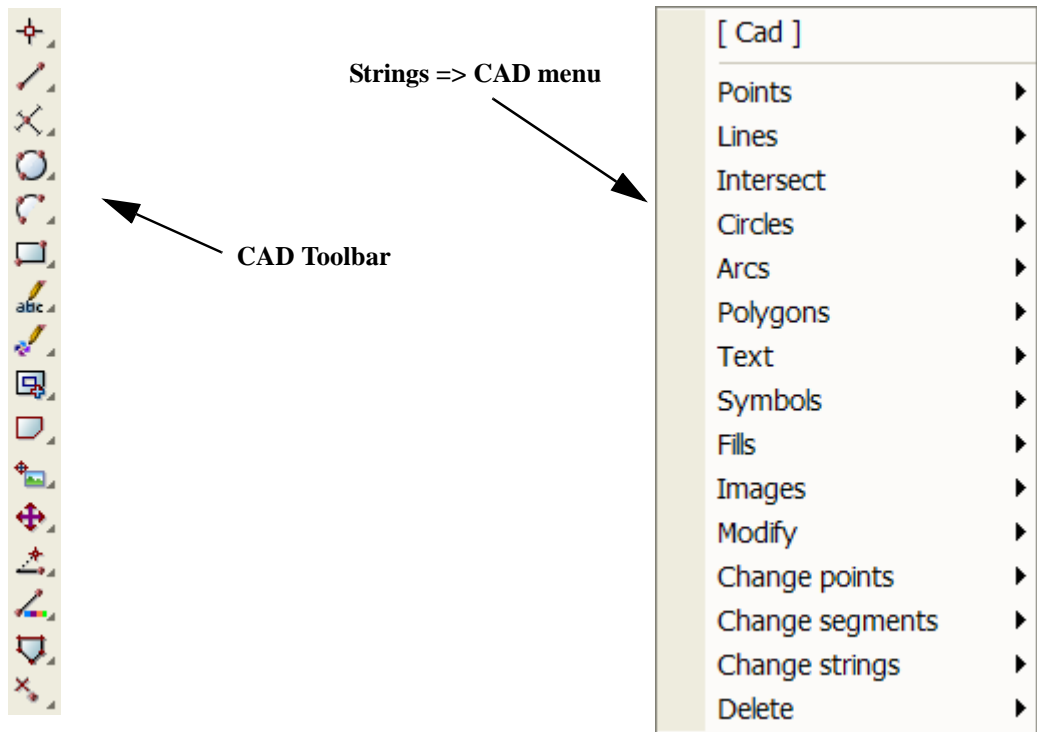 [ Cad ]
Strings => CAD menu
Points
Lines
Intersect
Circles
CAD Toolbar
Arcs
Polygons
abc
Text
Symbols
Fills
Images
Modify
Change points
Change segments
Change strings
Delete